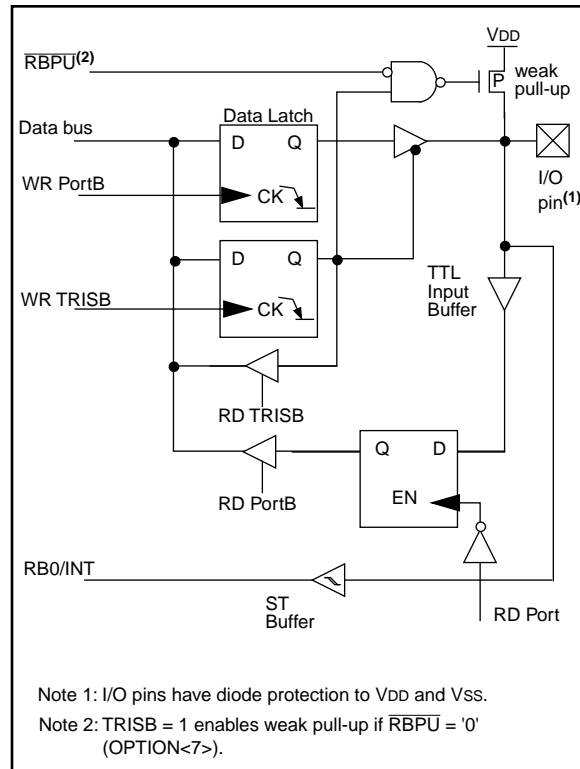 VDD
RBPU(2)
P
weak
pull-up
Data Latch
Data bus
D Q
WR PortB
CK
I/O
pin(1)
D Q
WR TRISB
CK
TTL
Input
Buffer
RD TRISB
Q D
EN
RD PortB
RB0/INT
ST
Buffer
RD Port
Note 1: I/O pins have diode protection to VDD and VSS.
Note 2: TRISB = 1 enables weak pull-up if RBPU = '0'
(OPTION<7>).